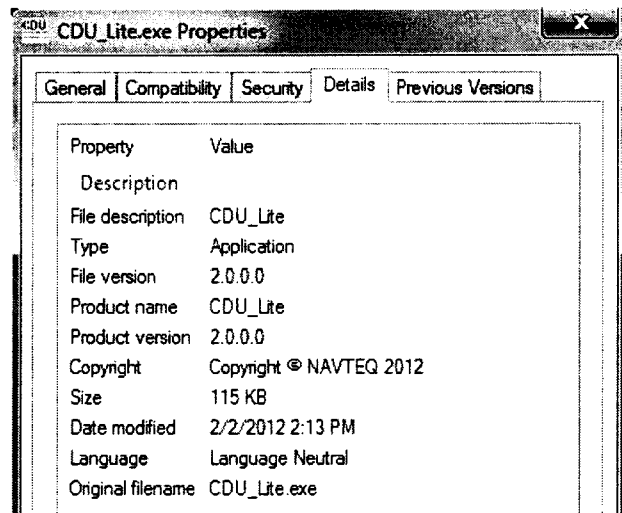 CDU CDU_Lite.exe Properties
General Compatibility Security Details Previous Versions
Property Value
Description
File description CDU_Lite
Type Application
File version 2.0.0.0
Product name CDU_Lite
Product version 2.0.0.0
Copyright Copyright © NAVTEQ 2012
Size 115 KB
Date modified 2/2/2012 2:13 PM
Language Language Neutral
Original filename CDU_Lite.exe